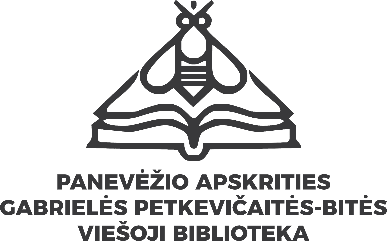 PANEVĖŽIO APSKRITIES
GABRIELĖS PETKEVIČAITĖS-BITĖS
VIEŠOJI BIBLIOTEKA